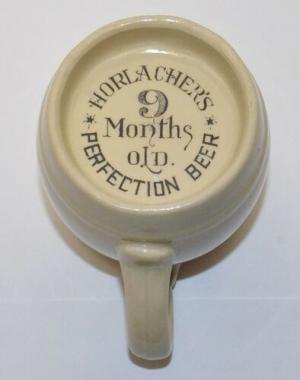 HORLACHER'S
9
Months
OLD.
PERFECTION BEER